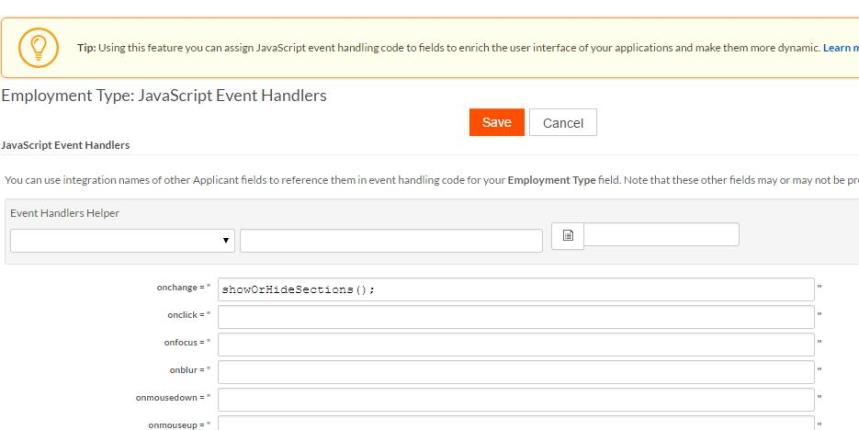 Tip: Using this feature you can assign JavaScript event handling code to fields to enrich the user interface of your applications and make them more dynamic. Learn
Employment Type: JavaScript Event Handlers
Save Cancel
JavaScript Event Handlers
You can use integration names of other Applicant fields to reference them in event handling code for your Employment Type field. Note that these other fields may or may not be
Event Handlers Helper
onchange = " showOrHideSections(); "
onclick = " "
onfocus = " "
onblur = " "
onmousedown = " "
onmouseup = " "